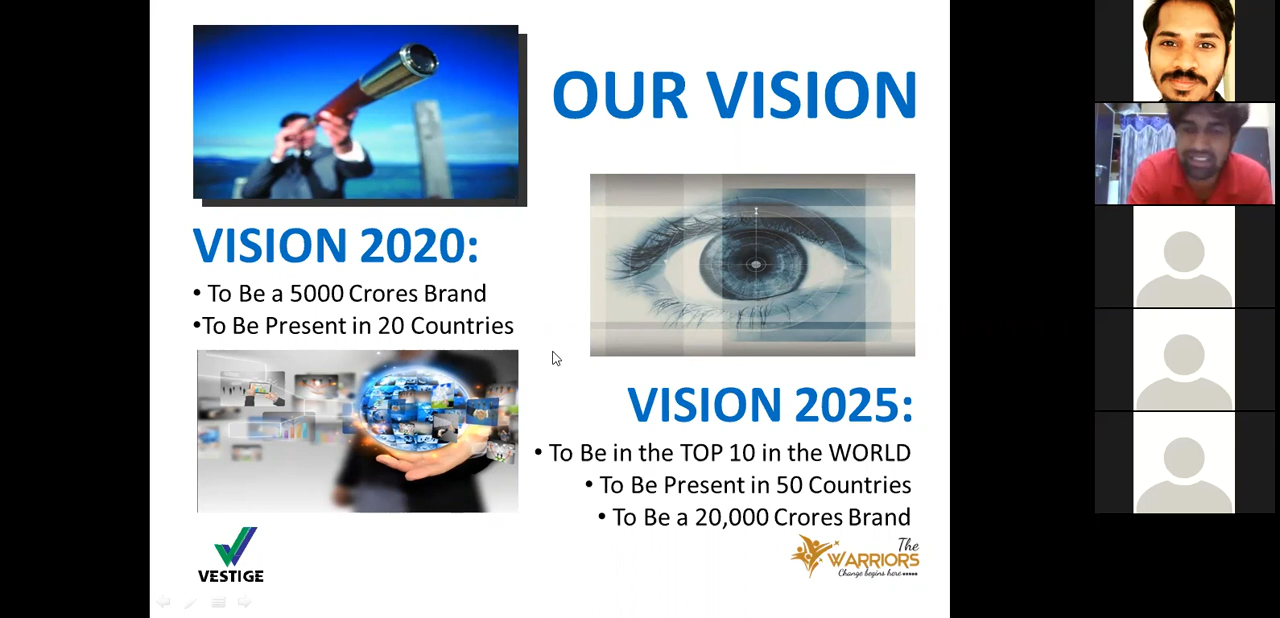 OUR VISION
VISION 2020:
• To Be a 5000 Crores Brand
•To Be Present in 20 Countries
VISION 2025:
• To Be in the TOP 10 in the WORLD
• To Be Present in 50 Countries
• To Be a 20,000 Crores Brand
VESTIGE
The
WARRIORS
Change begins here •••••